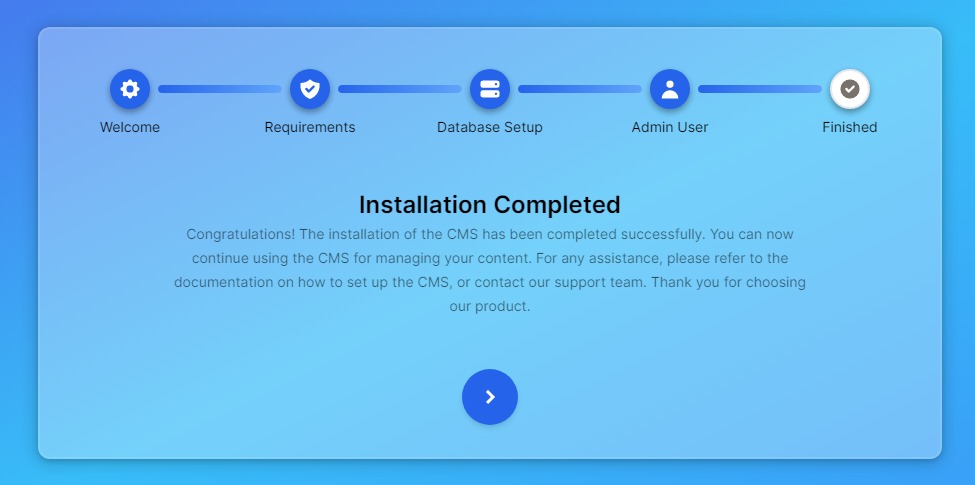 Welcome
Requirements
Database Setup
Admin User
Finished
Installation Completed
Congratulations! The installation of the CMS has been completed successfully. You can now
continue using the CMS for managing your content. For any assistance, please refer to the
documentation on how to set up the CMS, or contact our support team. Thank you for choosing
our product.